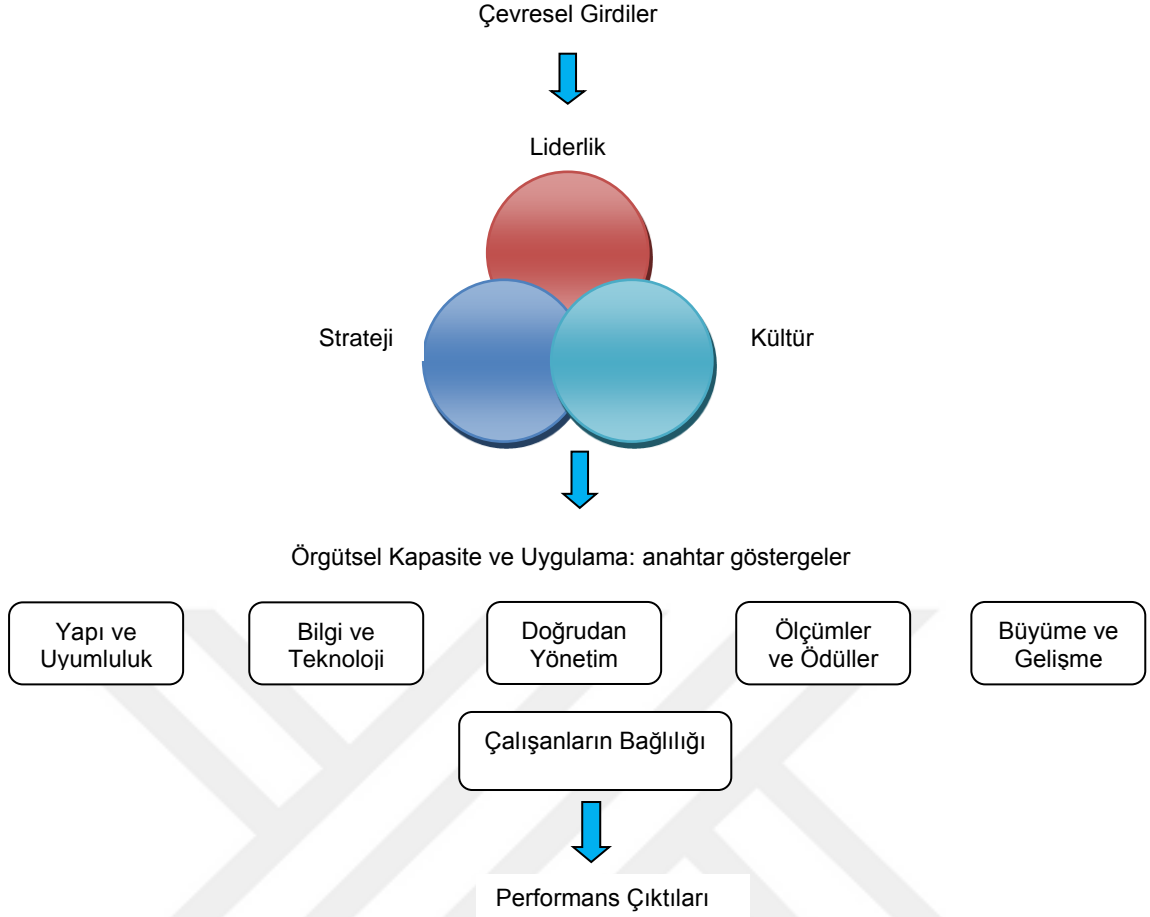 Çevresel Girdiler
Liderlik
Strateji
Kültür
Örgütsel Kapasite ve Uygulama: anahtar göstergeler
Yapı ve
Uyumluluk
Bilgi ve
Teknoloji
Doğrudan
Yönetim
Ölçümler
ve Ödüller
Büyüme ve
Gelişme
Çalışanların Bağlılığı
Performans Çıktıları